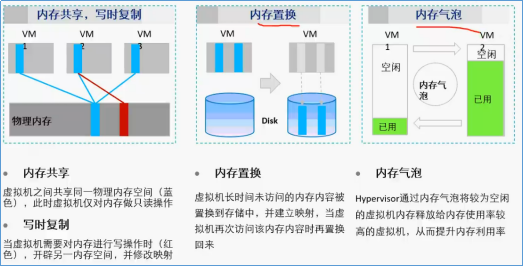 内存共享，写时复制
VM
1
VM
2
VM
3
物理内存
内存共享
虚拟机之间共享同一物理内存空间（蓝
色），此时虚拟机仅对内存做只读操作
写时复制
当虚拟机需要对内存进行写操作时（红
色），开辟另一内存空间，并修改映射
内存置换
VM
VM
Disk
内存置换
虚拟机长时间未访问的内存内容被
置换到存储中，并建立映射，当虚
拟机再次访问该内存内容时再置换
回来
内存气泡
VM
1
VM
2
空闲
空闲
内存气
泡
已用
已用
内存气泡
Hypervisor通过内存气泡将较为空闲
的虚拟机内存释放给内存使用率较
高的虚拟机，从而提升内存利用率